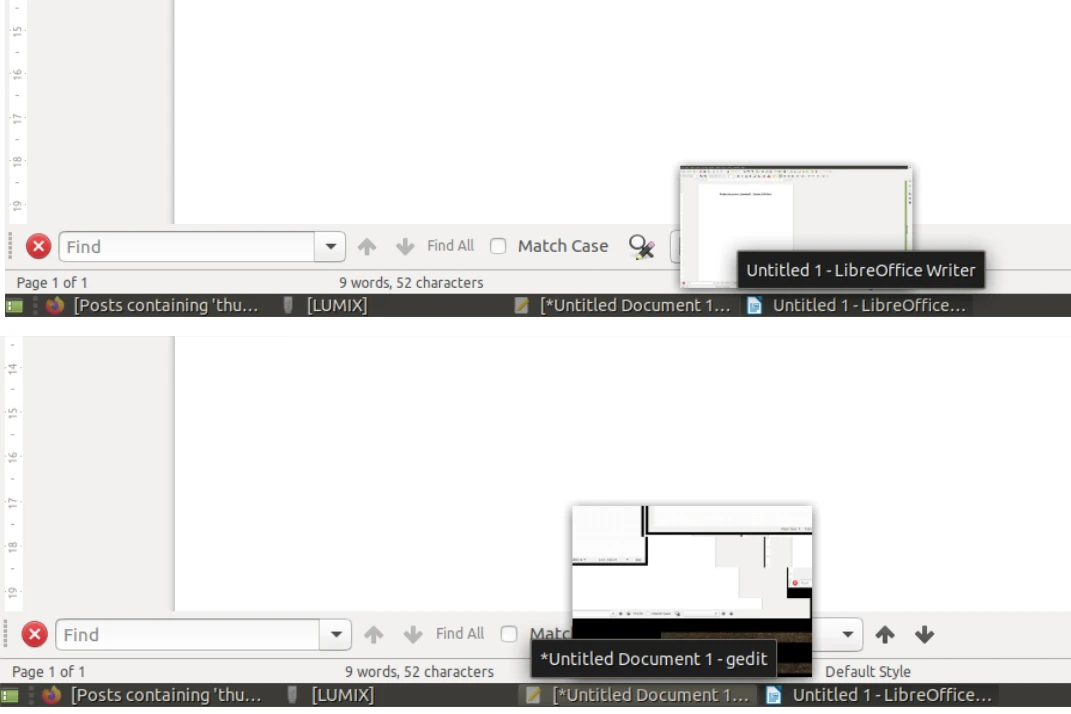 15
16
17
18
19
Find
Find All
Match Case
Untitled 1 - LibreOffice Writer
Page 1 of 1
9 words, 52 characters
[Posts containing 'thu...
[LUMIX]
[*Untitled Document 1...
Untitled 1 - LibreOffice...
14
15
16
17
18
19
Find
Find All
Matc
*Untitled Document 1 - gedit
Page 1 of 1
9 words, 52 characters
Default Style
[Posts containing 'thu...
[LUMIX]
[*Untitled Document 1...
Untitled 1 - LibreOffice...